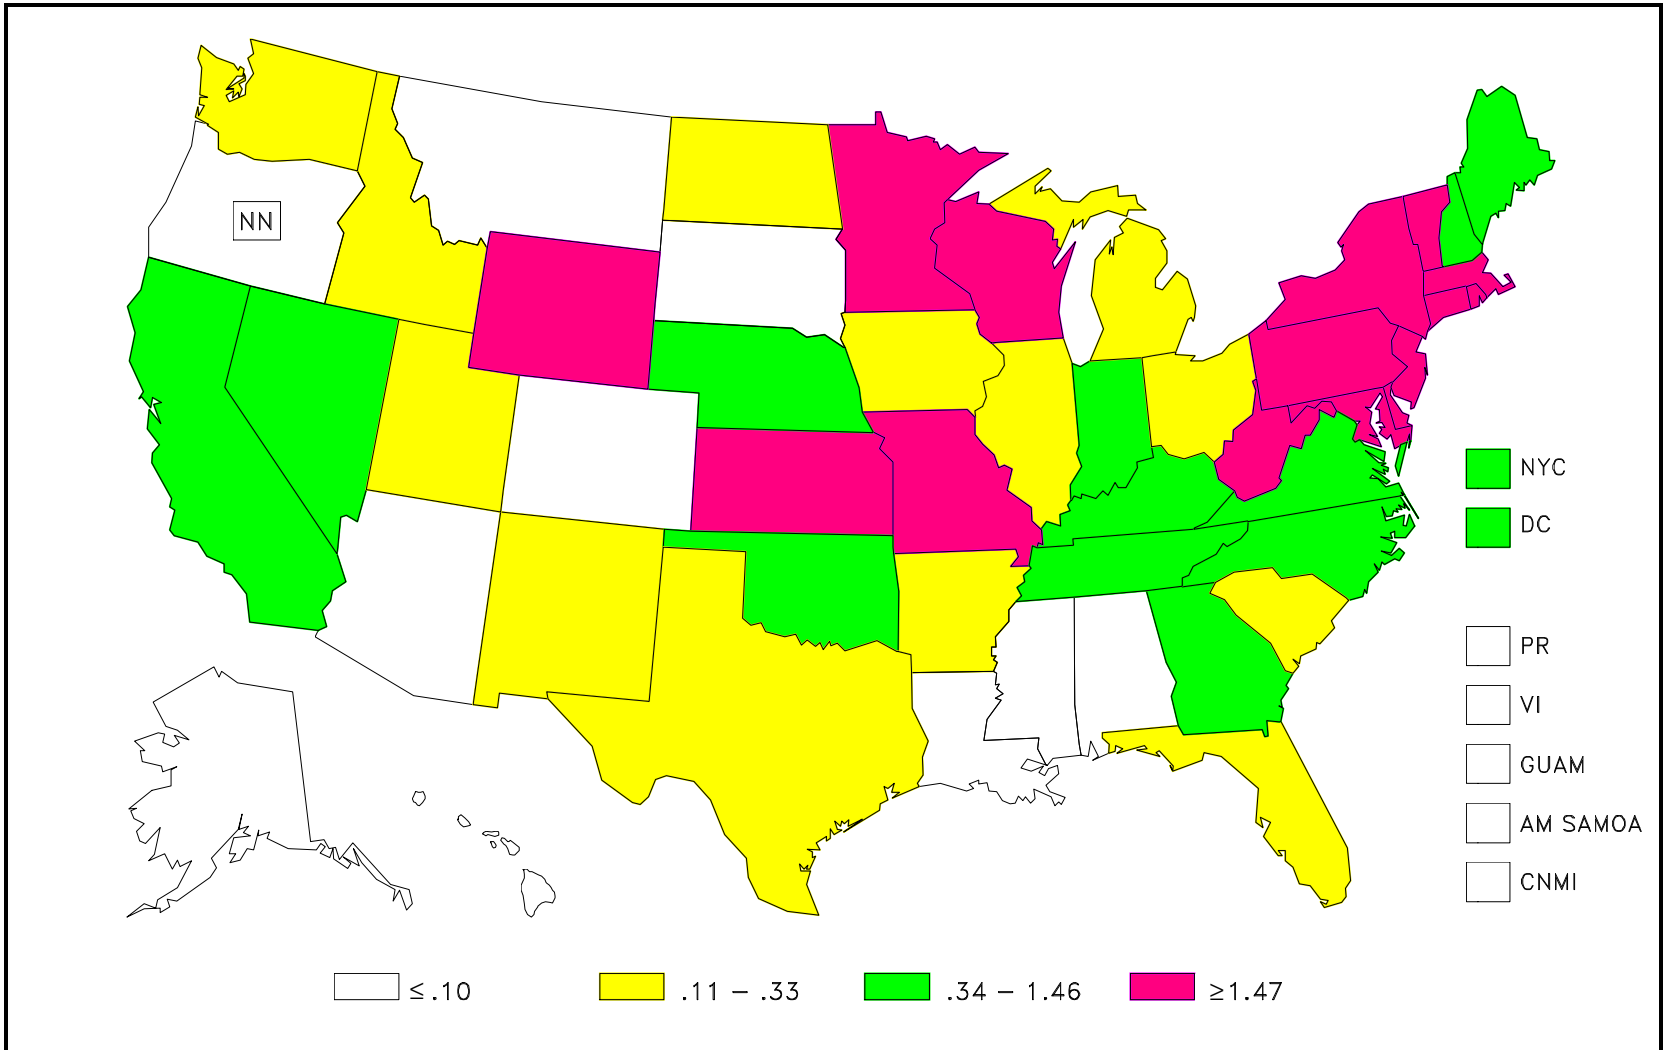 NN
NYC
DC
PR
VI
GUAM
AM SAMOA
CNMI
≤.10 .11 – .33 .34 – 1.46 ≥1.47